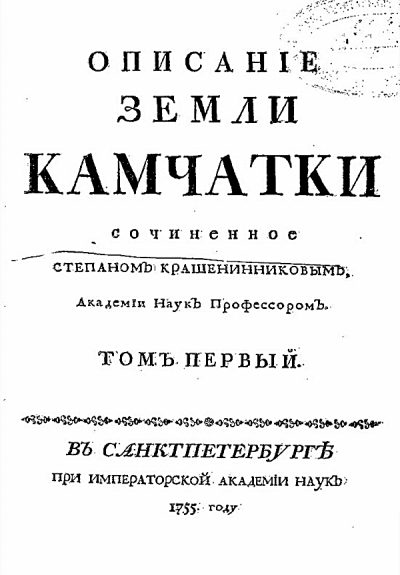 ОПИСАНІЕ
ЗЕМЛИ
КАМЧАТКИ
СОЧИНЕННОЕ
СТЕПАНОМЪ КРАШЕНИННИКОВЫМЪ,
Академіи Наукъ Профессоромъ.
ТОМЪ ПЕРВЫЙ.
ВЪ САНКТПЕТЕРБУРГѢ
ПРИ ИМПЕРАТОРСКОЙ АКАДЕМІИ НАУКЪ
1755. году